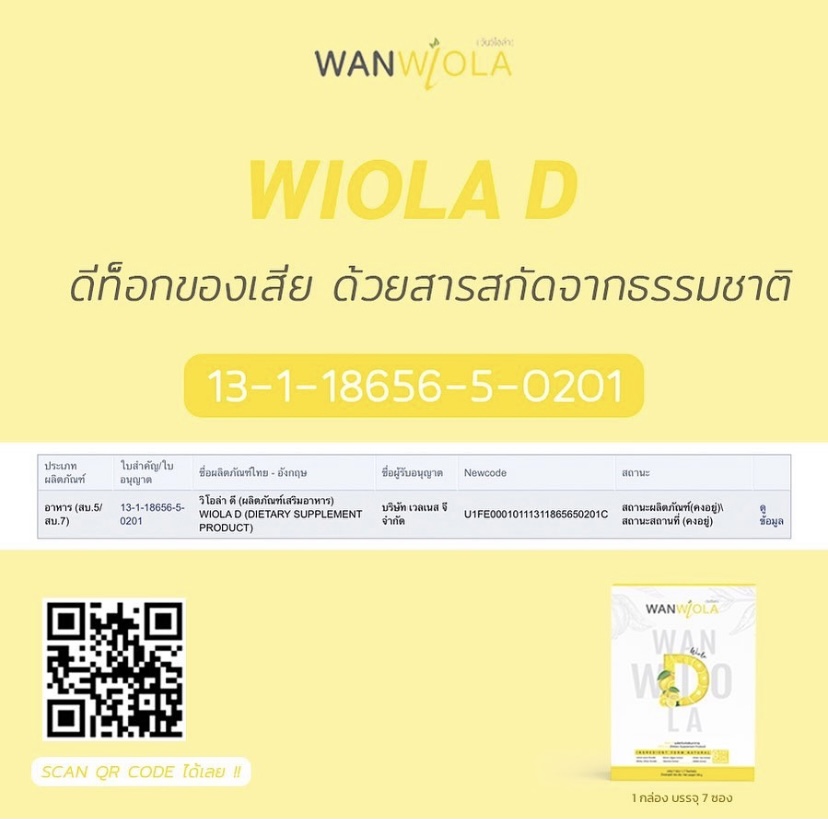 (วันวิโอล่า)
WANWIOLA
WIOLA D
ดีท็อกของเสีย ด้วยสารสกัดจากธรรมชาติ
13-1-18656-5-0201
ประเภท
ผลิตภัณฑ์
ใบสำคัญ/ใบ
อนุญาต
ชื่อผลิตภัณฑ์ไทย - อังกฤษ
ชื่อผู้รับอนุญาต
Newcode
สถานะ
อาหาร (สบ.5/
สบ.7)
13-1-18656-5-
0201
วิโอล่า ดี (ผลิตภัณฑ์เสริมอาหาร)
WIOLA D (DIETARY SUPPLEMENT
PRODUCT)
บริษัท เวลเนส จี
จำกัด
U1FE00010111311865650201C
สถานะผลิตภัณฑ์(คงอยู่)\
สถานะสถานที่ (คงอยู่)
ดู
ข้อมูล
WANWIOLA
WAN
Wiola
WIDO
LA
INGREDIENT FORM NATURAL
SCAN QR CODE ได้เลย !!
1 กล่อง บรรจุ 7 ซอง